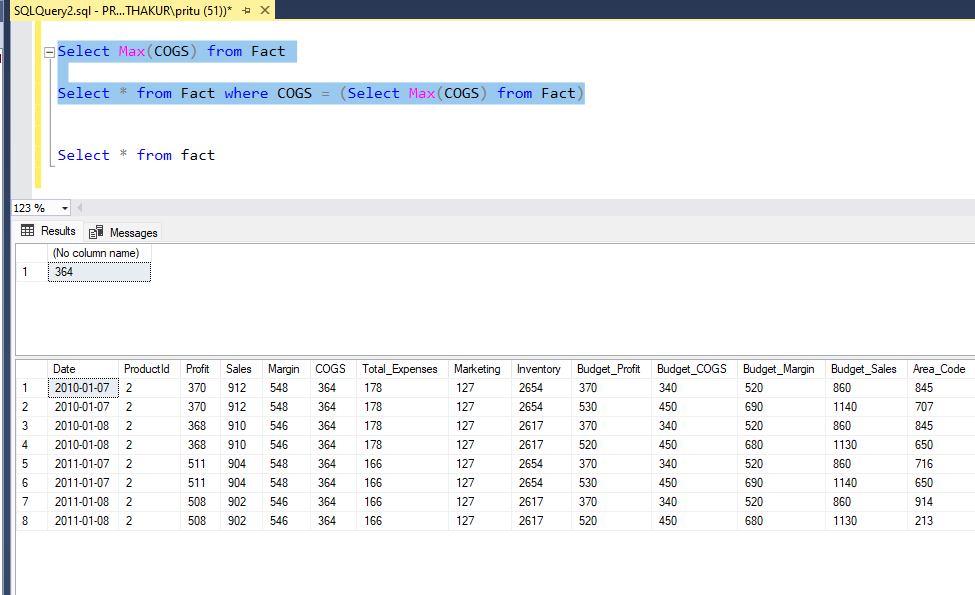 SQLQuery2.sql - PR...THAKUR\pritu (51))*
Select Max(COGS) from Fact
Select * from Fact where COGS = (Select Max(COGS) from Fact)
Select * from fact
123 %
Results Messages
(No column name)
1 364
Date ProductId Profit Sales Margin COGS Total_Expenses Marketing Inventory Budget_Profit Budget_COGS Budget_Margin Budget_Sales Area_Code
1 2010-01-07 2 370 912 548 364 178 127 2654 370 340 520 860 845
2 2010-01-07 2 370 912 548 364 178 127 2654 530 450 690 1140 707
3 2010-01-08 2 368 910 546 364 178 127 2617 370 340 520 860 845
4 2010-01-08 2 368 910 546 364 178 127 2617 520 450 680 1130 650
5 2011-01-07 2 511 904 548 364 166 127 2654 370 340 520 860 716
6 2011-01-07 2 511 904 548 364 166 127 2654 530 450 690 1140 650
7 2011-01-08 2 508 902 546 364 166 127 2617 370 340 520 860 914
8 2011-01-08 2 508 902 546 364 166 127 2617 520 450 680 1130 213